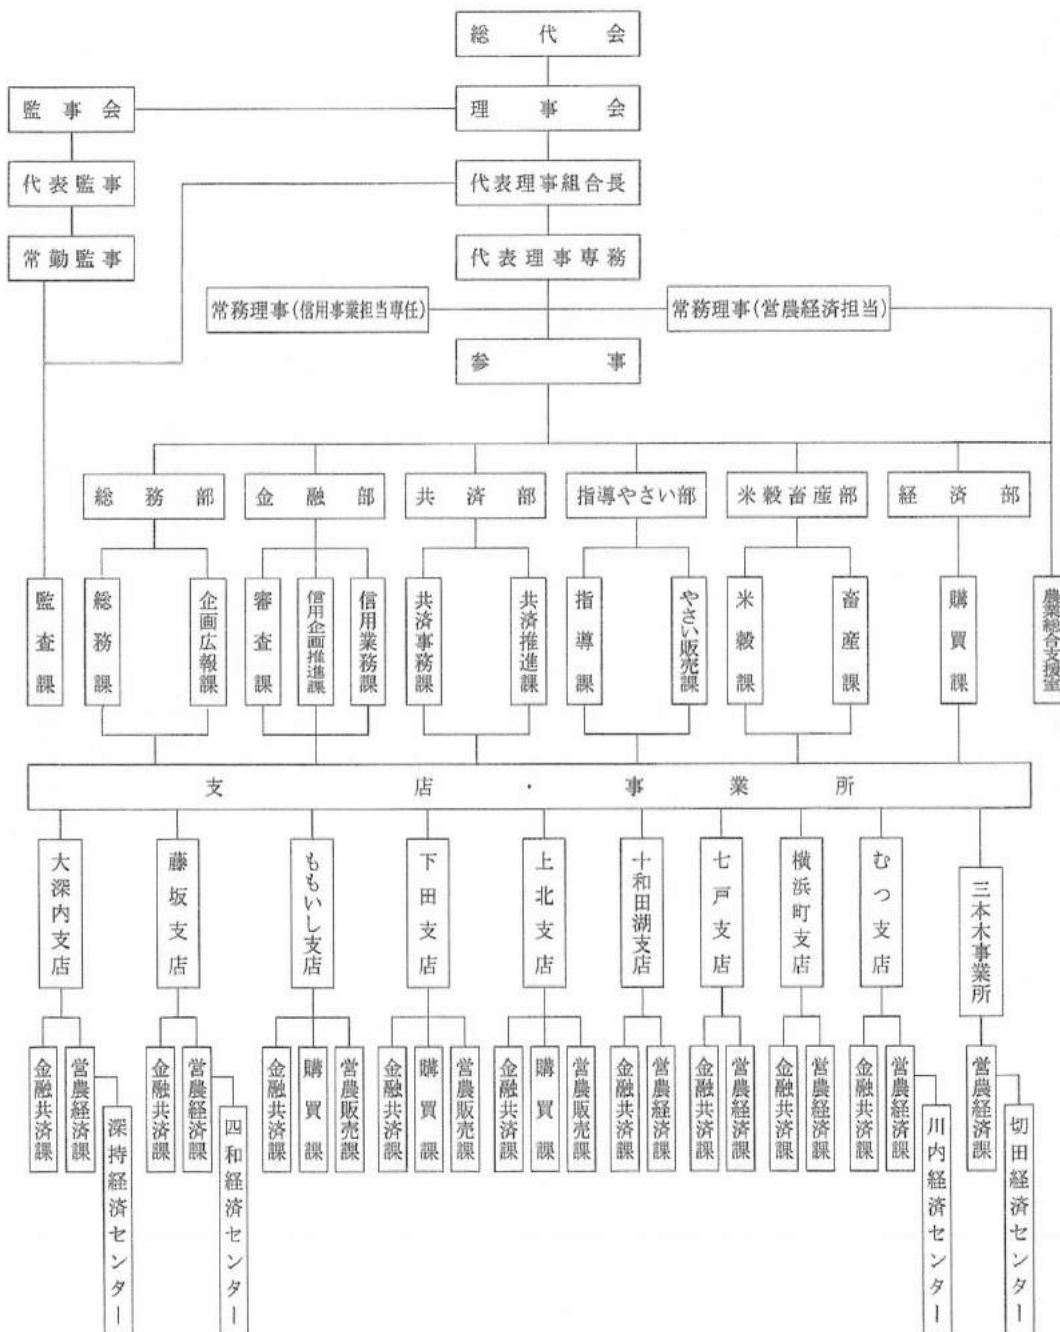 総代会
監事会
理事会
代表監事
代表理事組合長
常勤監事
代表理事専務
常務理事(信用事業担当専任)
常務理事(営農経済担当)
参事
総務部
金融部
共済部
指導やさい部
米穀畜産部
経済部
監査課
総務課
企画広報課
審査課
信用企画推進課
信用業務課
共済事務課
共済推進課
指導課
やさい販売課
米穀課
畜産課
購買課
農業総合支援室
支店・事業所
大深内支店
藤坂支店
ももいし支店
下田支店
上北支店
十和田湖支店
七戸支店
横浜町支店
むつ支店
三本木事業所
金融共済課
営農経済課
深持経済センター
金融共済課
営農経済課
四和経済センター
金融共済課
購買課
営農販売課
金融共済課
購買課
営農販売課
金融共済課
購買課
営農販売課
金融共済課
営農経済課
金融共済課
営農経済課
金融共済課
営農経済課
金融共済課
営農経済課
川内経済センター
営農経済課
切田経済センター